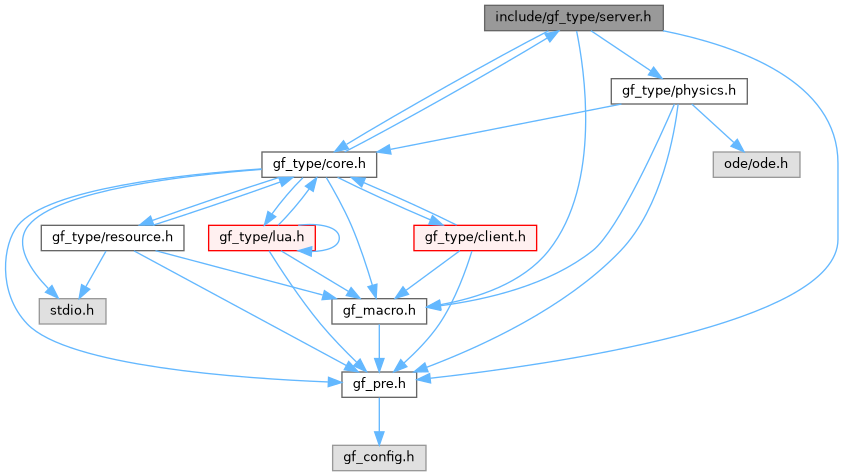 include/gf_type/server.h
gf_type/physics.h
gf_type/core.h
ode/ode.h
gf_type/resource.h
gf_type/lua.h
gf_type/client.h
stdio.h
gf_macro.h
gf_pre.h
gf_config.h